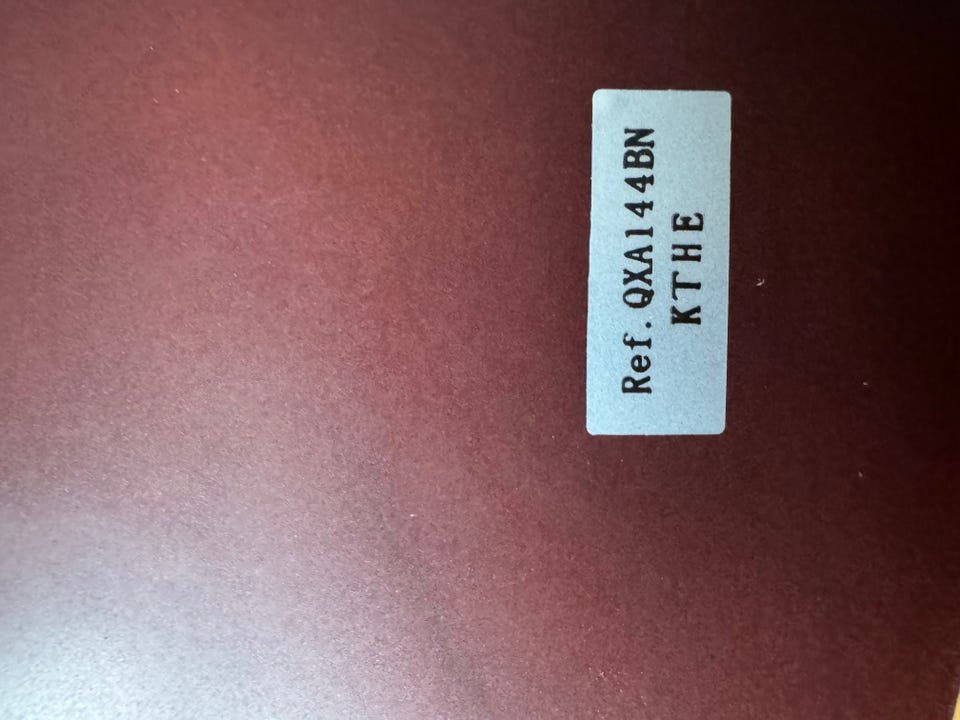 Ref. QXA144BN
KTHE